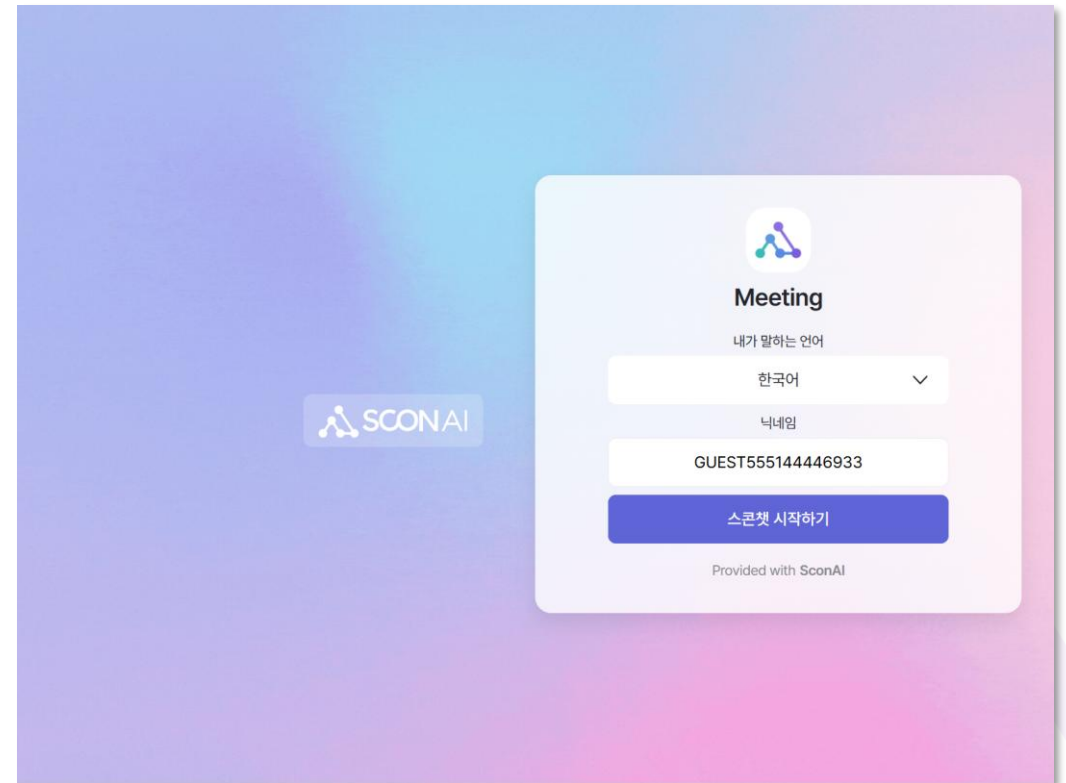 SCONAI
Meeting
내가 말하는 언어
한국어
닉네임
GUEST555144446933
스콘챗 시작하기
Provided with SconAI